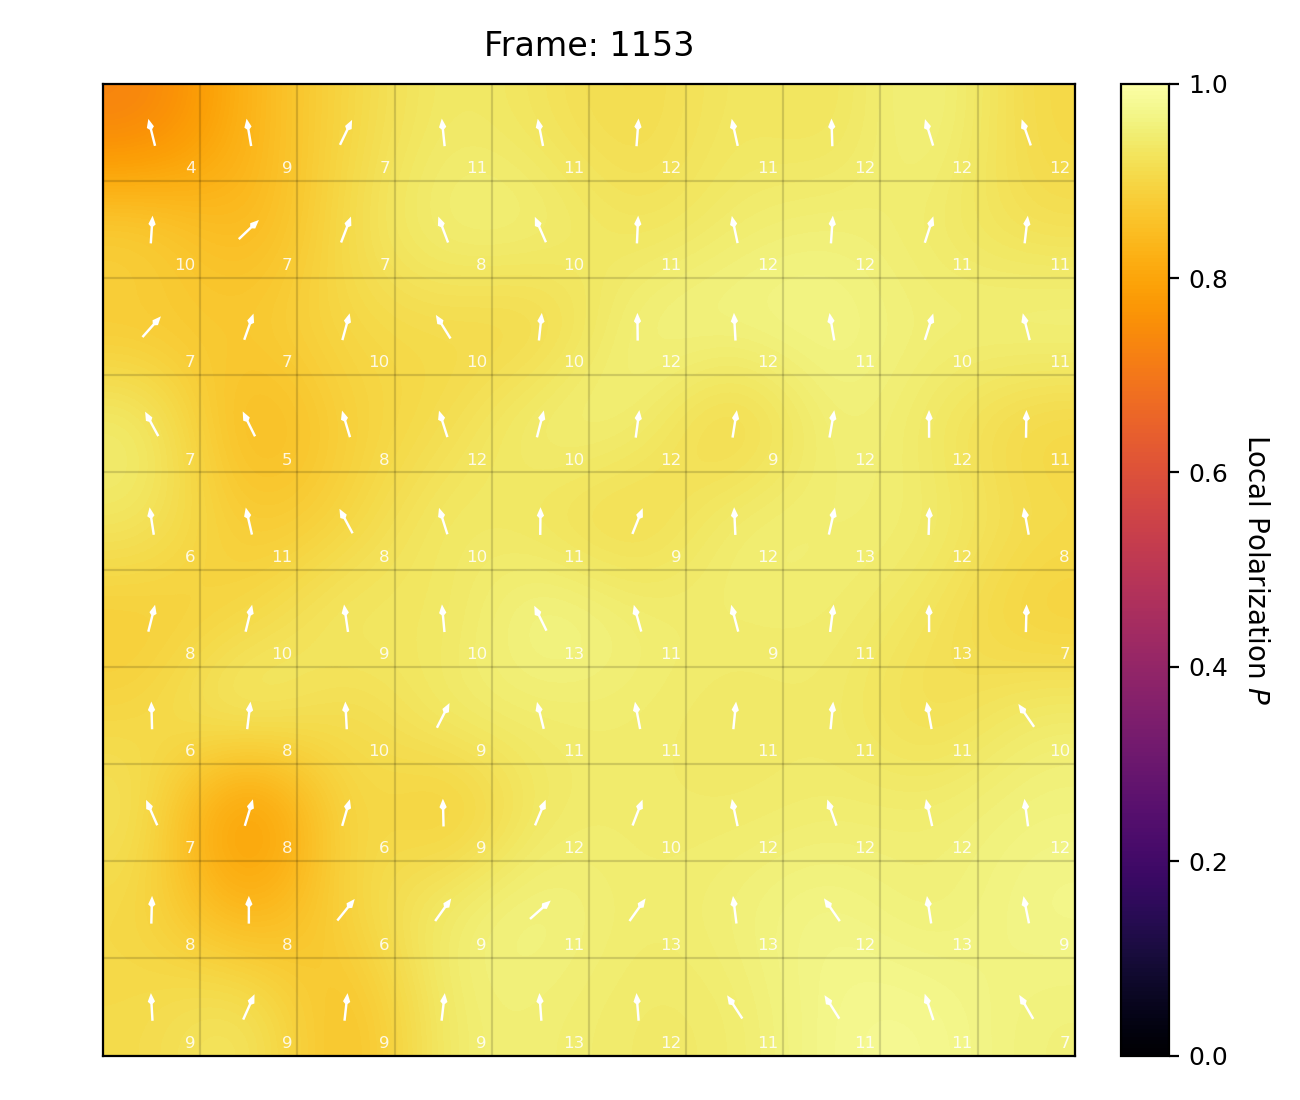 Frame: 1153
4 9 7 11 11 12 11 12 12 12
10 7 7 8 10 11 12 12 11 11
7 7 10 10 10 12 12 11 10 11
7 5 8 12 10 12 9 12 12 11
6 11 8 10 11 9 12 13 12 8
8 10 9 10 13 11 9 11 13 7
6 8 10 9 11 11 11 11 11 10
7 8 6 9 12 10 12 12 12 12
8 8 6 9 11 13 13 12 13 9
9 9 9 9 13 12 11 11 11 7
1.0
0.8
0.6
0.4
0.2
0.0
Local Polarization P